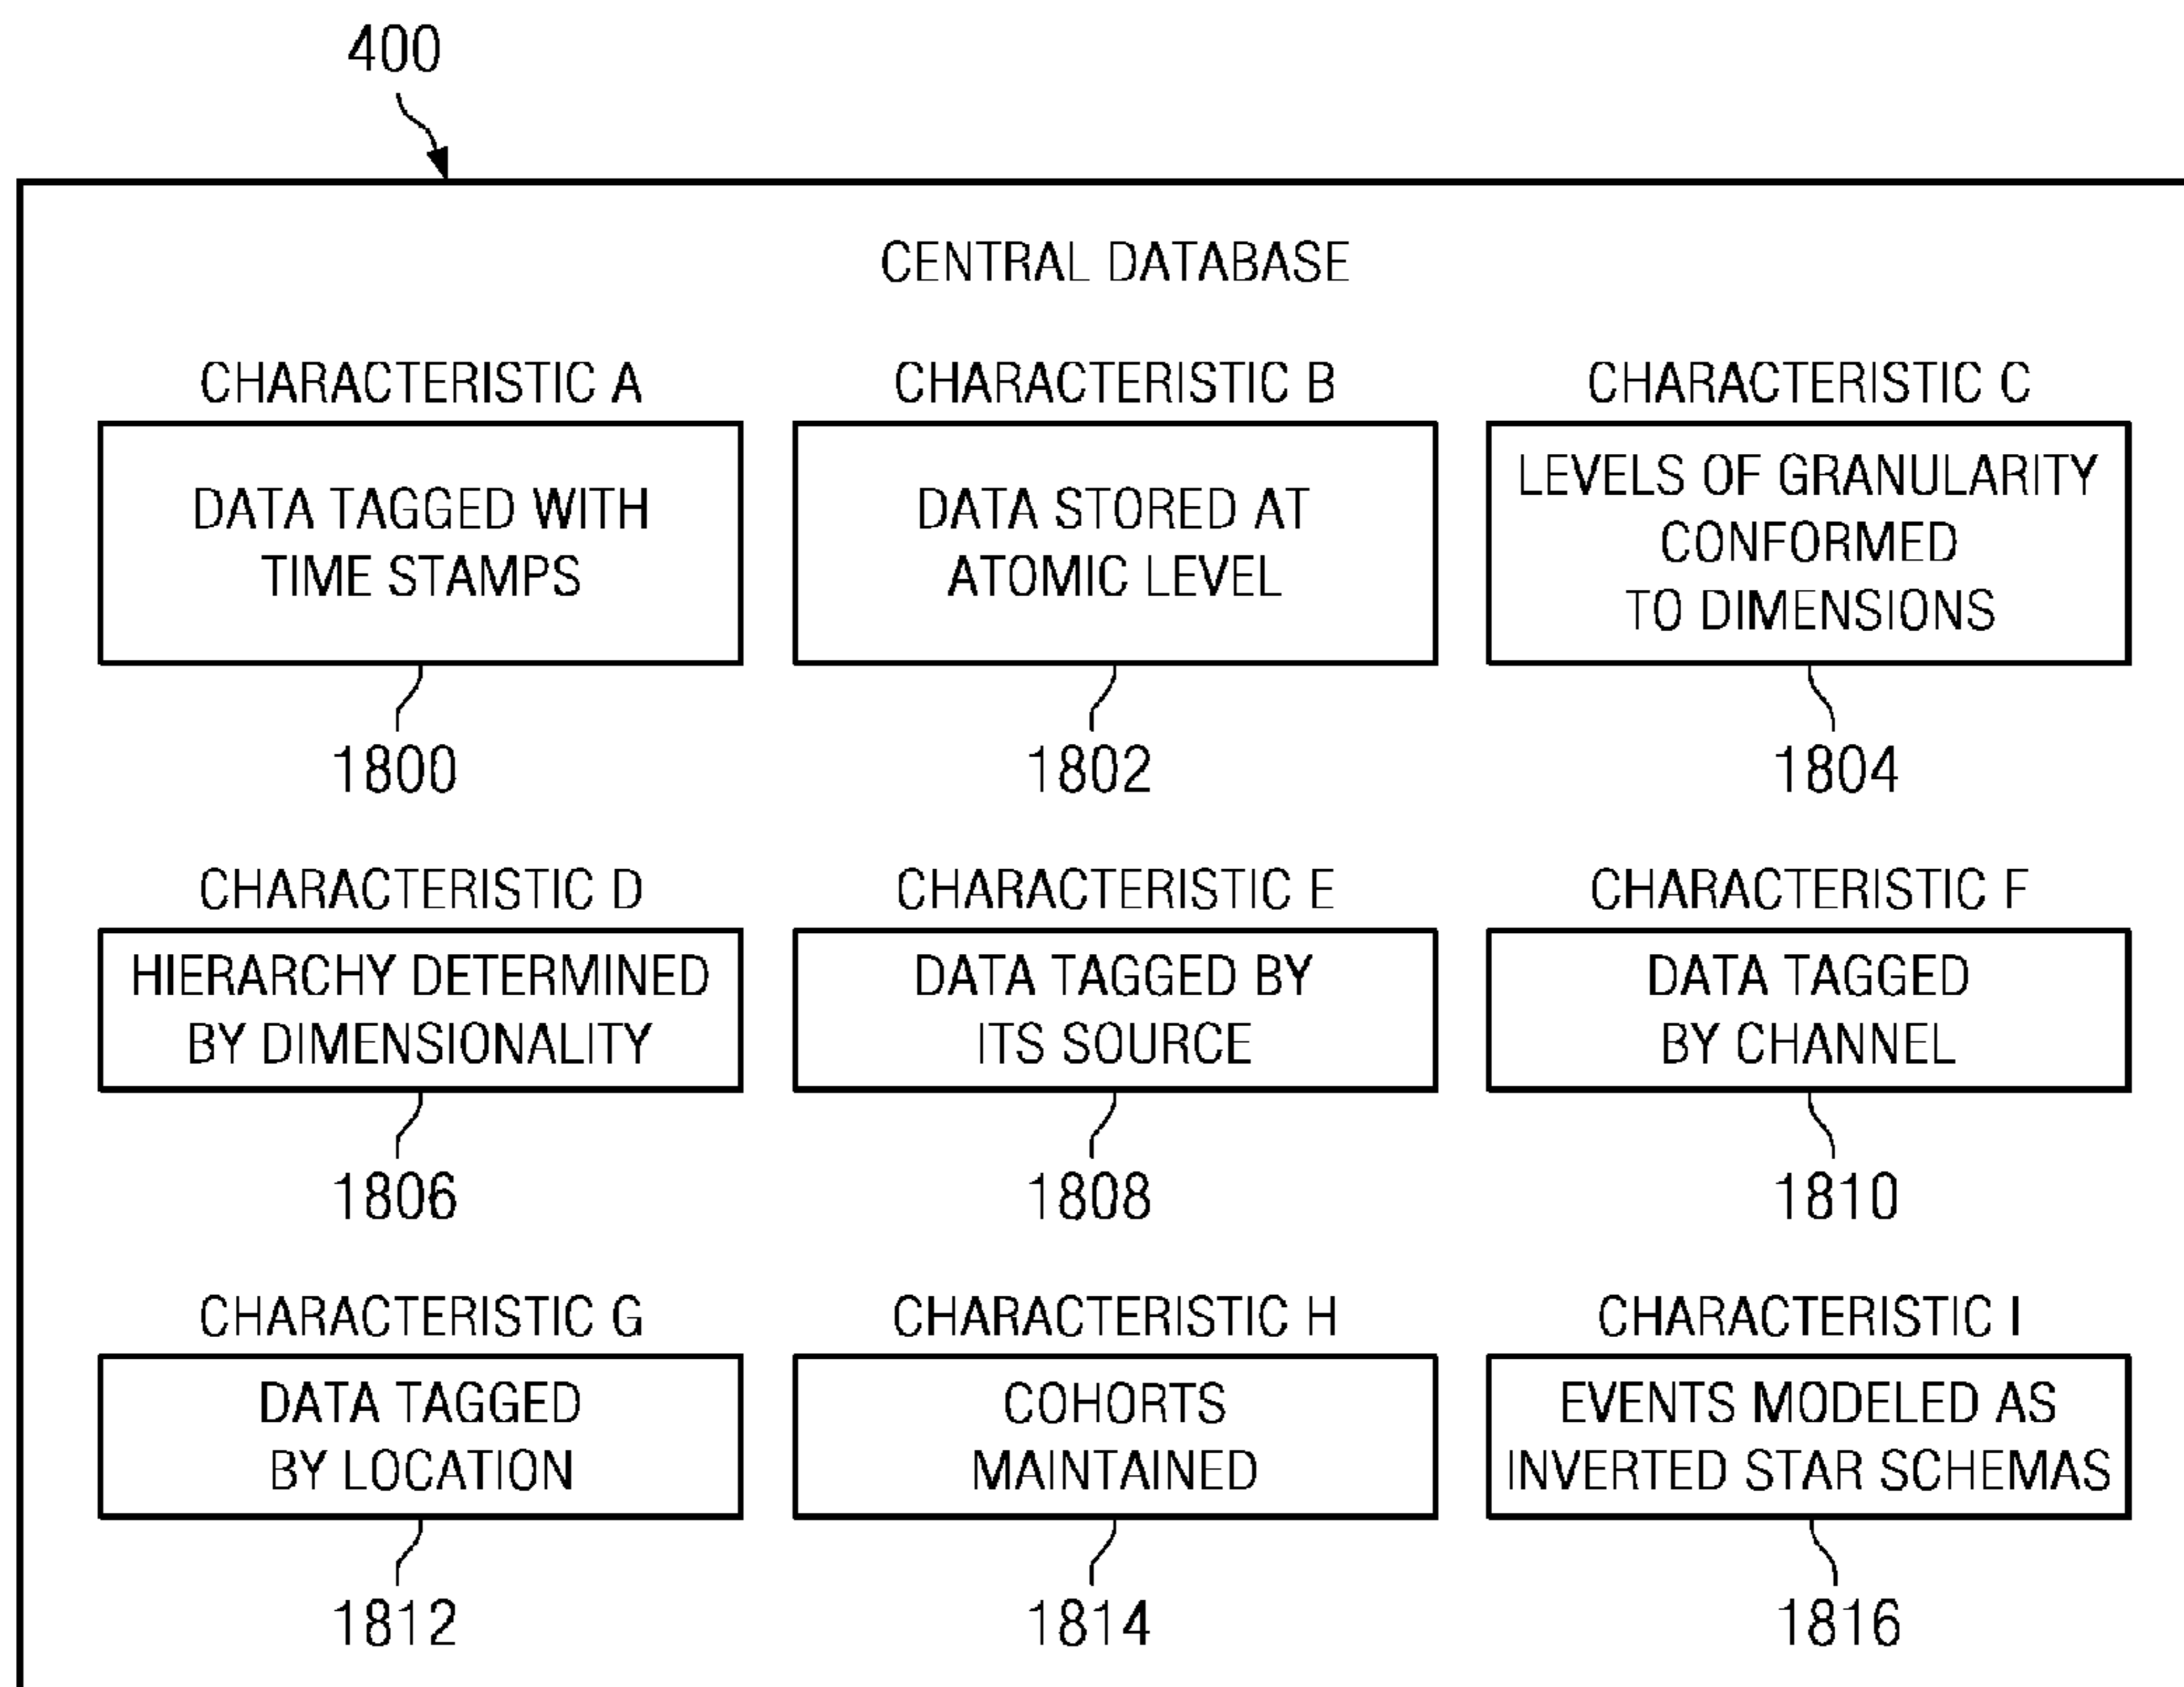 400
CENTRAL DATABASE
CHARACTERISTIC A
DATA TAGGED WITH
TIME STAMPS
1800
CHARACTERISTIC B
DATA STORED AT
ATOMIC LEVEL
1802
CHARACTERISTIC C
LEVELS OF GRANULARITY
CONFORMED
TO DIMENSIONS
1804
CHARACTERISTIC D
HIERARCHY DETERMINED
BY DIMENSIONALITY
1806
CHARACTERISTIC E
DATA TAGGED BY
ITS SOURCE
1808
CHARACTERISTIC F
DATA TAGGED
BY CHANNEL
1810
CHARACTERISTIC G
DATA TAGGED
BY LOCATION
1812
CHARACTERISTIC H
COHORTS
MAINTAINED
1814
CHARACTERISTIC I
EVENTS MODELED AS
INVERTED STAR SCHEMAS
1816